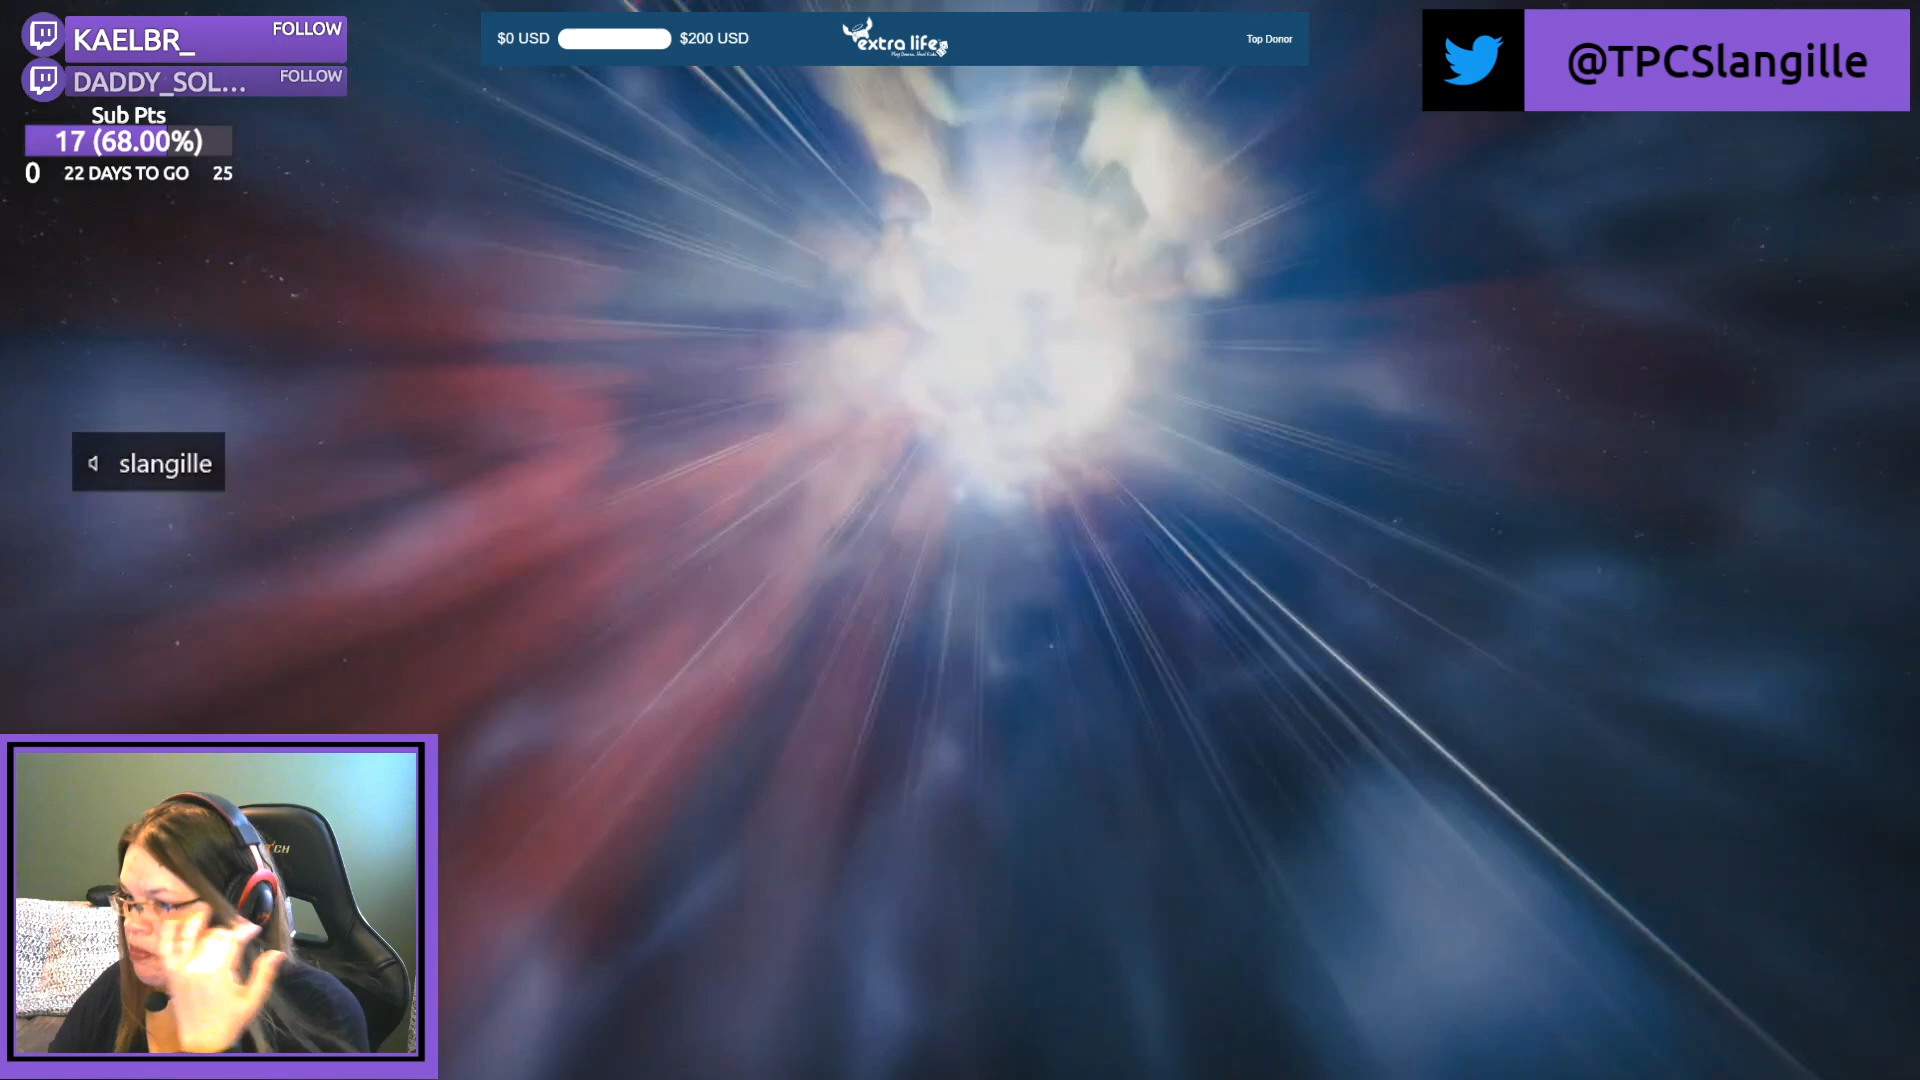 KAELBR_ FOLLOW
DADDY_SOL... FOLLOW
Sub Pts
17 (68.00%)
0 22 DAYS TO GO 25
$0 USD $200 USD
extra life
Top Donor
@TPCSlangille
slangille